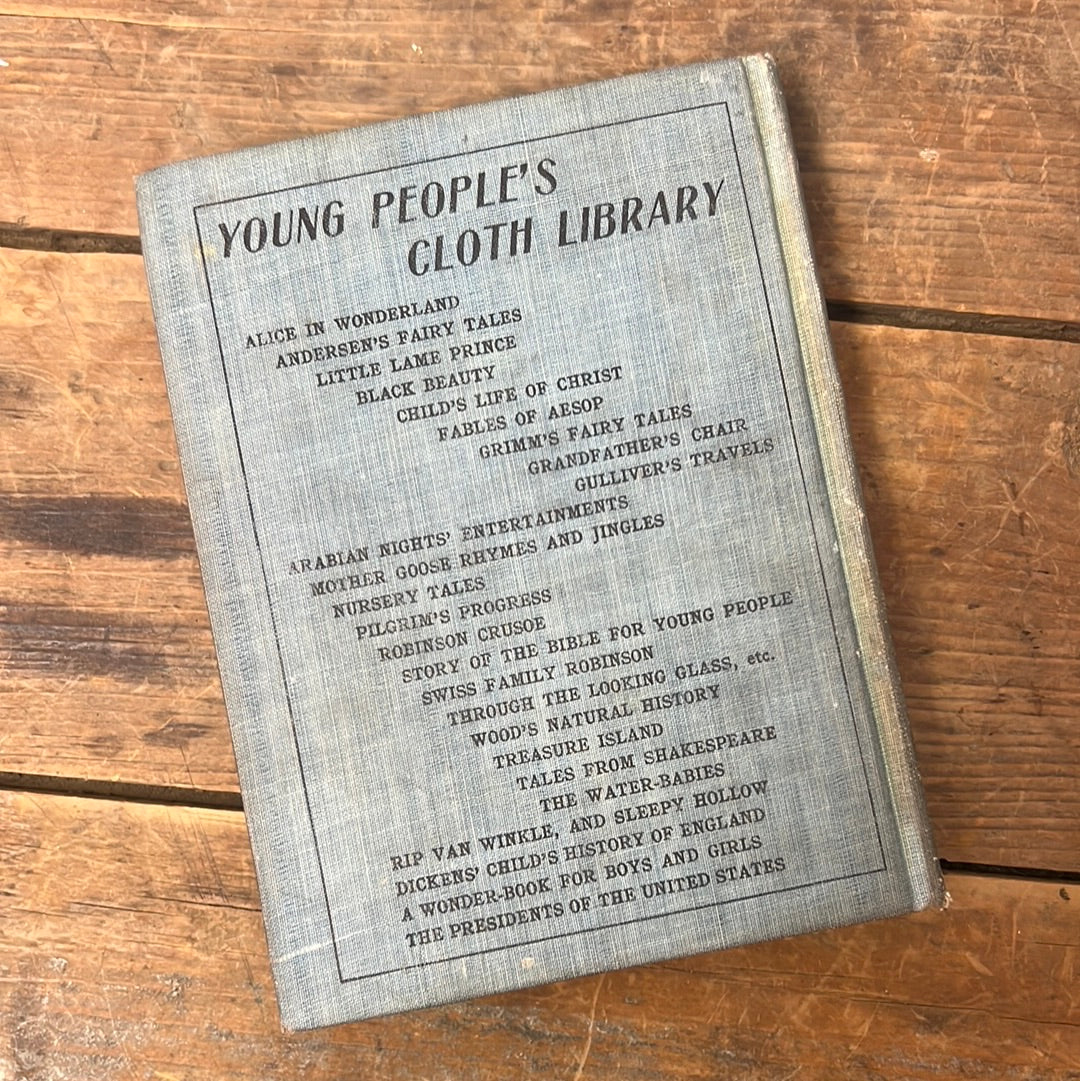 YOUNG PEOPLE'S
CLOTH LIBRARY
ALICE IN WONDERLAND
ANDERSEN'S FAIRY TALES
LITTLE LAME PRINCE
BLACK BEAUTY
CHILD'S LIFE OF CHRIST
FABLES OF AESOP
GRIMM'S FAIRY TALES
GRANDFATHER'S CHAIR
GULLIVER'S TRAVELS
ARABIAN NIGHTS' ENTERTAINMENTS
MOTHER GOOSE RHYMES AND JINGLES
NURSERY TALES
PILGRIM'S PROGRESS
ROBINSON CRUSOE
STORY OF THE BIBLE FOR YOUNG PEOPLE
SWISS FAMILY ROBINSON
THROUGH THE LOOKING GLASS, etc.
WOOD'S NATURAL HISTORY
TREASURE ISLAND
TALES FROM SHAKESPEARE
THE WATER-BABIES
RIP VAN WINKLE, AND SLEEPY HOLLOW
DICKENS' CHILD'S HISTORY OF ENGLAND
A WONDER-BOOK FOR BOYS AND GIRLS
THE PRESIDENTS OF THE UNITED STATES